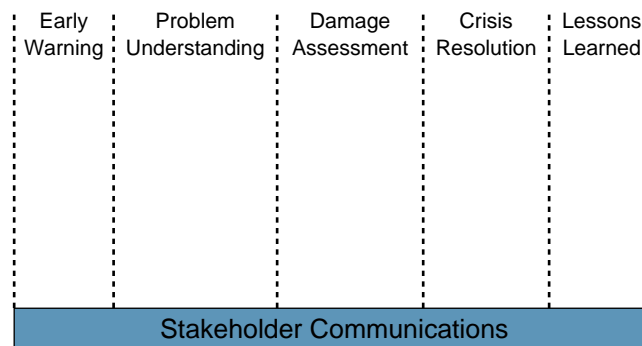 Early
Warning
Problem
Understanding
Damage
Assessment
Crisis
Resolution
Lessons
Learned
Stakeholder Communications